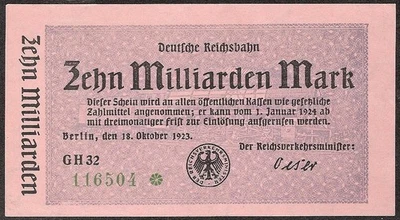 Zehn Milliarden
Deutsche Reichsbahn
Zehn Milliarden Mark
Dieser Schein wird an allen öffentlichen Kassen wie gesetzliche
Zahlmittel angenommen; er kann vom 1. Januar 1924 ab
mit dreimonatiger Frist zur Einlösung aufgerufen werden.
Berlin, den 18. Oktober 1923.
GH 32
Der Reichsverkehrsminister:
116504
Oeser